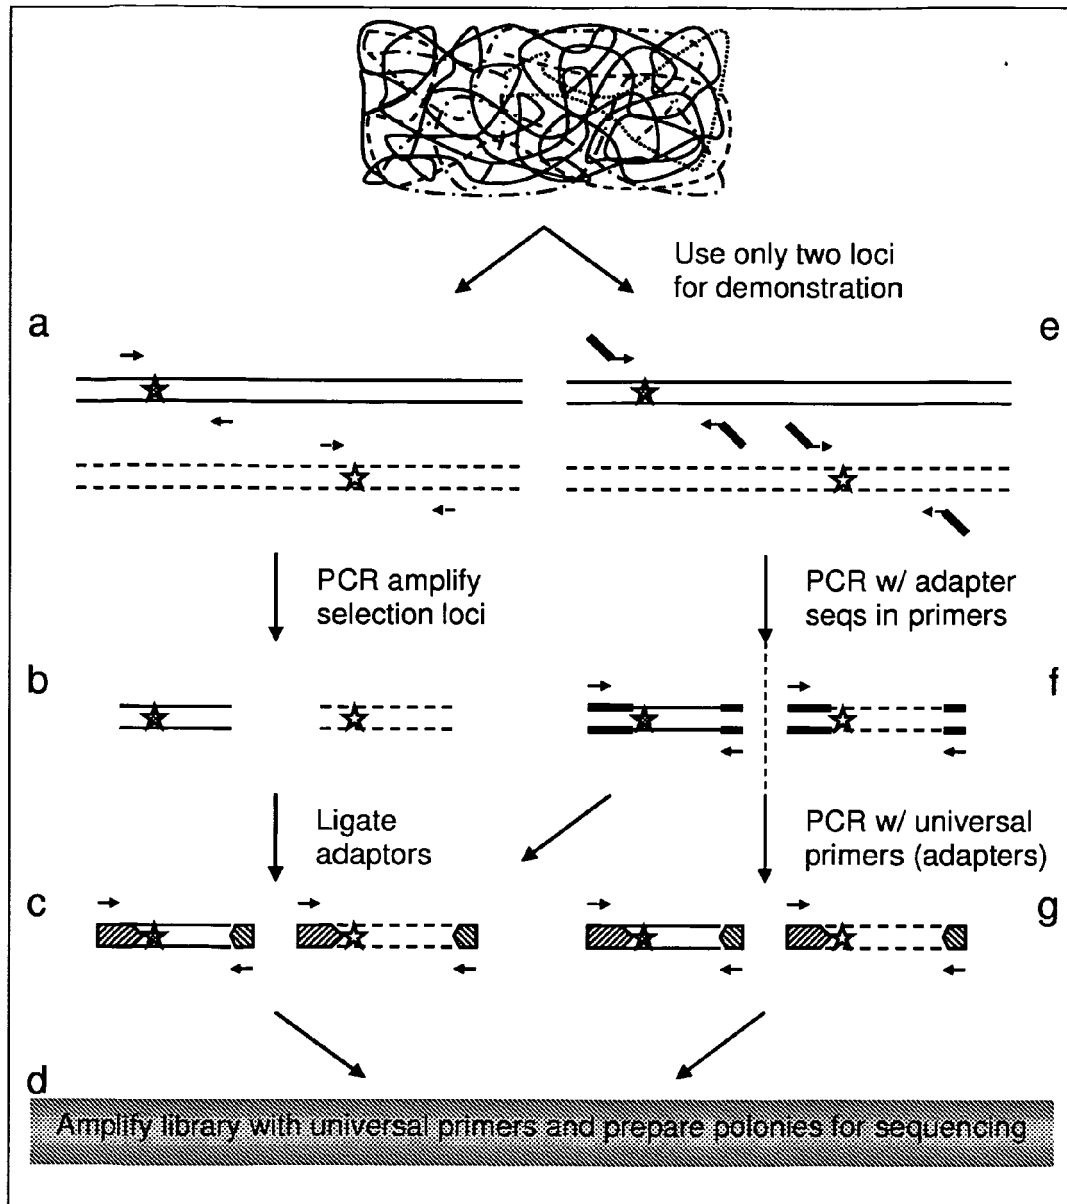 Use only two loci
for demonstration
a
e
PCR amplify
selection loci
PCR w/ adapter
seqs in primers
b
f
Ligate
adaptors
PCR w/ universal
primers (adapters)
c
g
d
Amplify library with universal primers and prepare polonies for sequencing